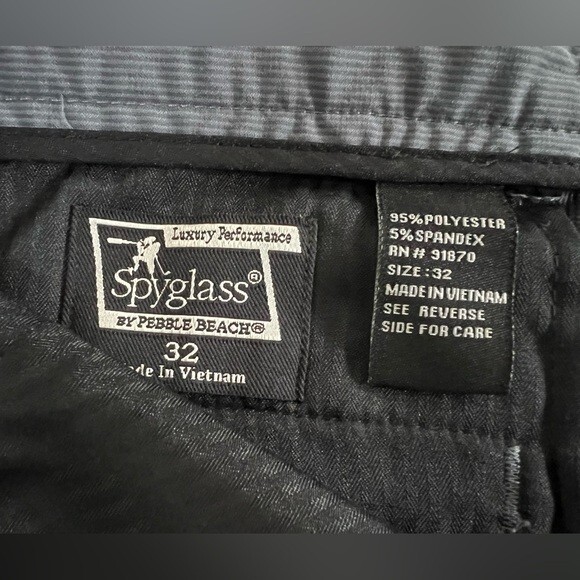 Luxury Performance
Spyglass®
BY PEBBLE BEACH®
32
In Vietnam
95% POLYESTER
5% SPANDEX
RN # 91870
SIZE : 32
MADE IN VIETNAM
SEE REVERSE
SIDE FOR CARE